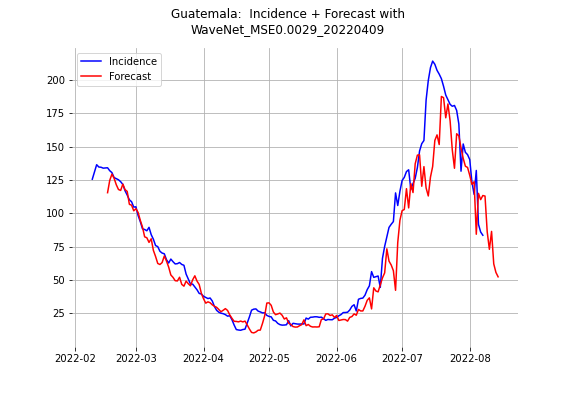 Guatemala:  Incidence + Forecast with
WaveNet_MSE0.0029_20220409
Incidence
Forecast
200
175
150
125
100
75
50
25
2022-02 2022-03 2022-04 2022-05 2022-06 2022-07 2022-08